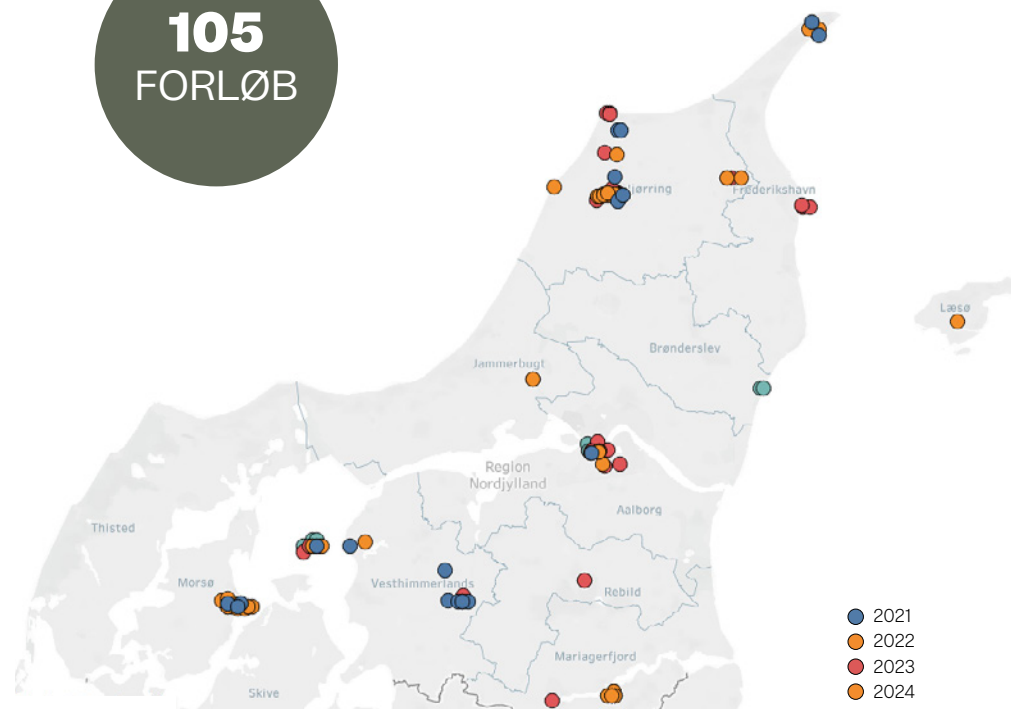 105
FORLØB
Hjørring
Frederikshavn
Læsø
Brønderslev
Jammerbugt
Region
Nordjylland
Aalborg
Thisted
Morsø
Vesthimmerlands
Rebild
Mariagerfjord
Skive
2021
2022
2023
2024